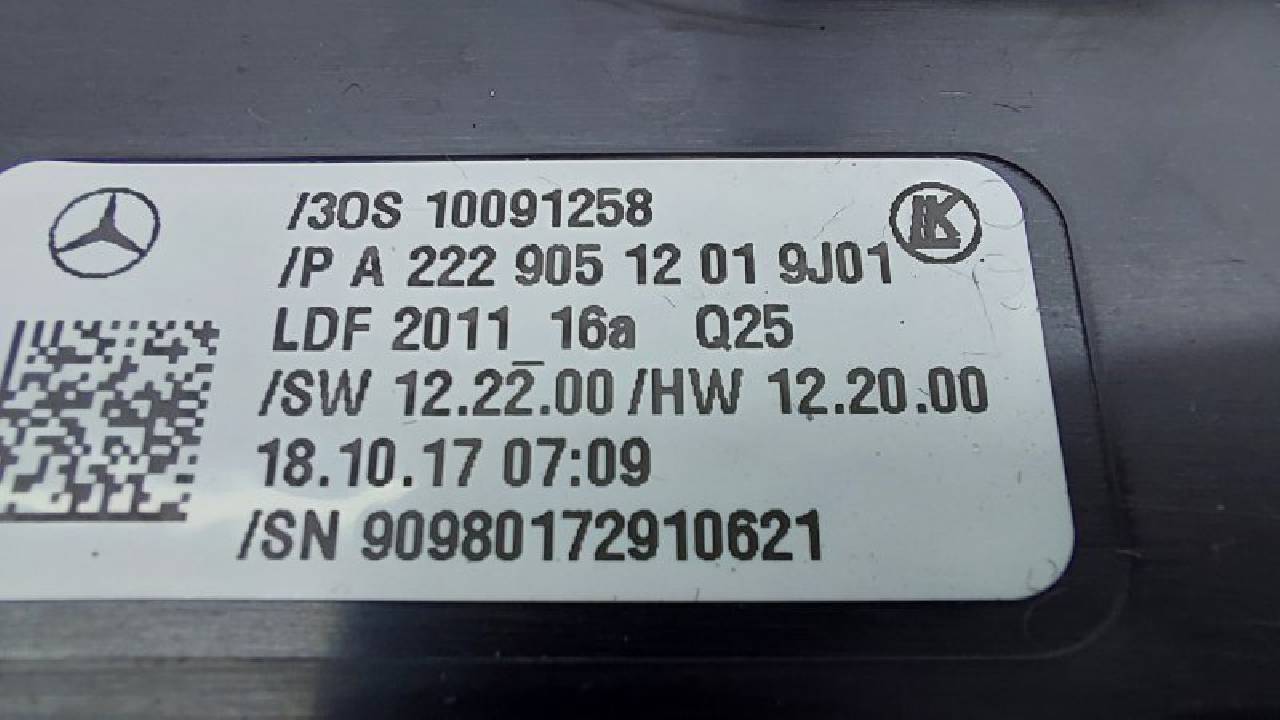 /3OS 10091258
/P A 222 905 12 01 9J01
LDF 2011_16a Q25
/SW 12.22.00 /HW 12.20.00
18.10.17 07:09
/SN 90980172910621